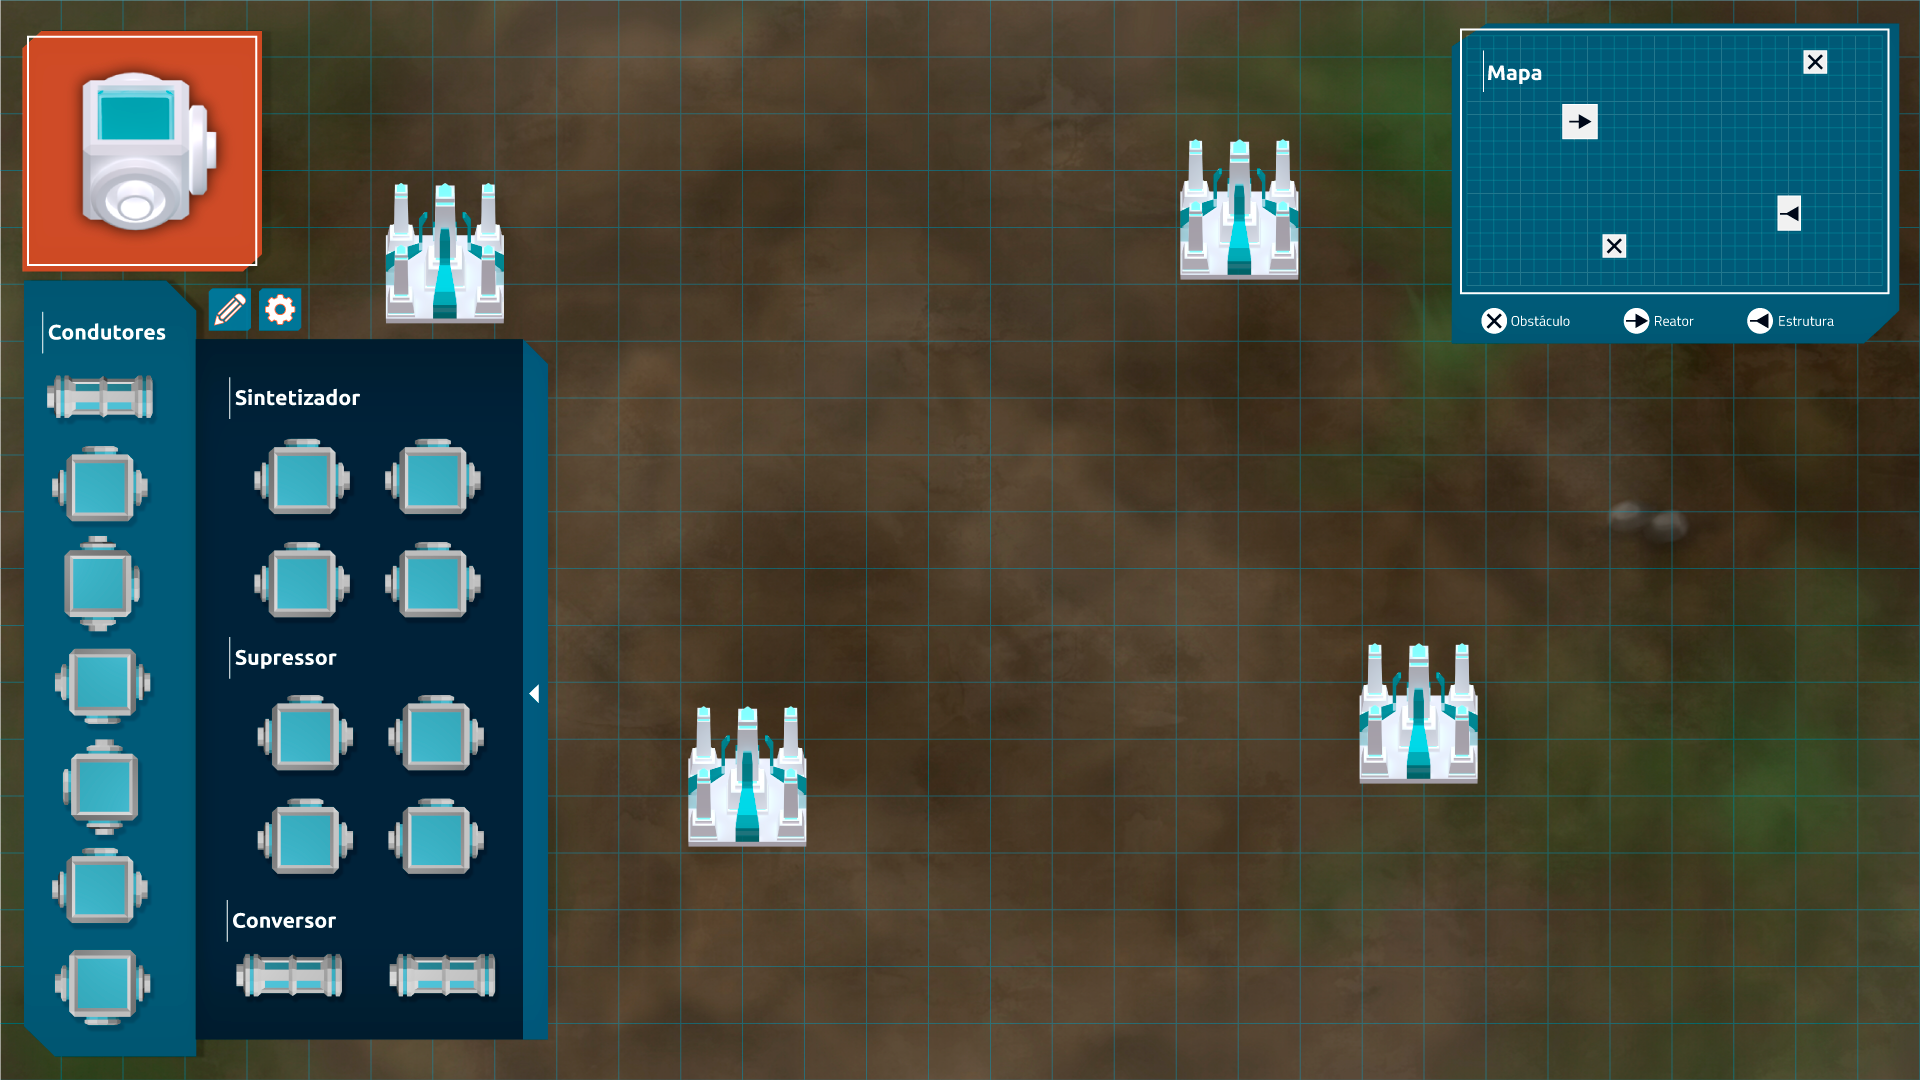 Mapa
Obstáculo
Reator
Estrutura
Condutores
Sintetizador
Supressor
Conversor